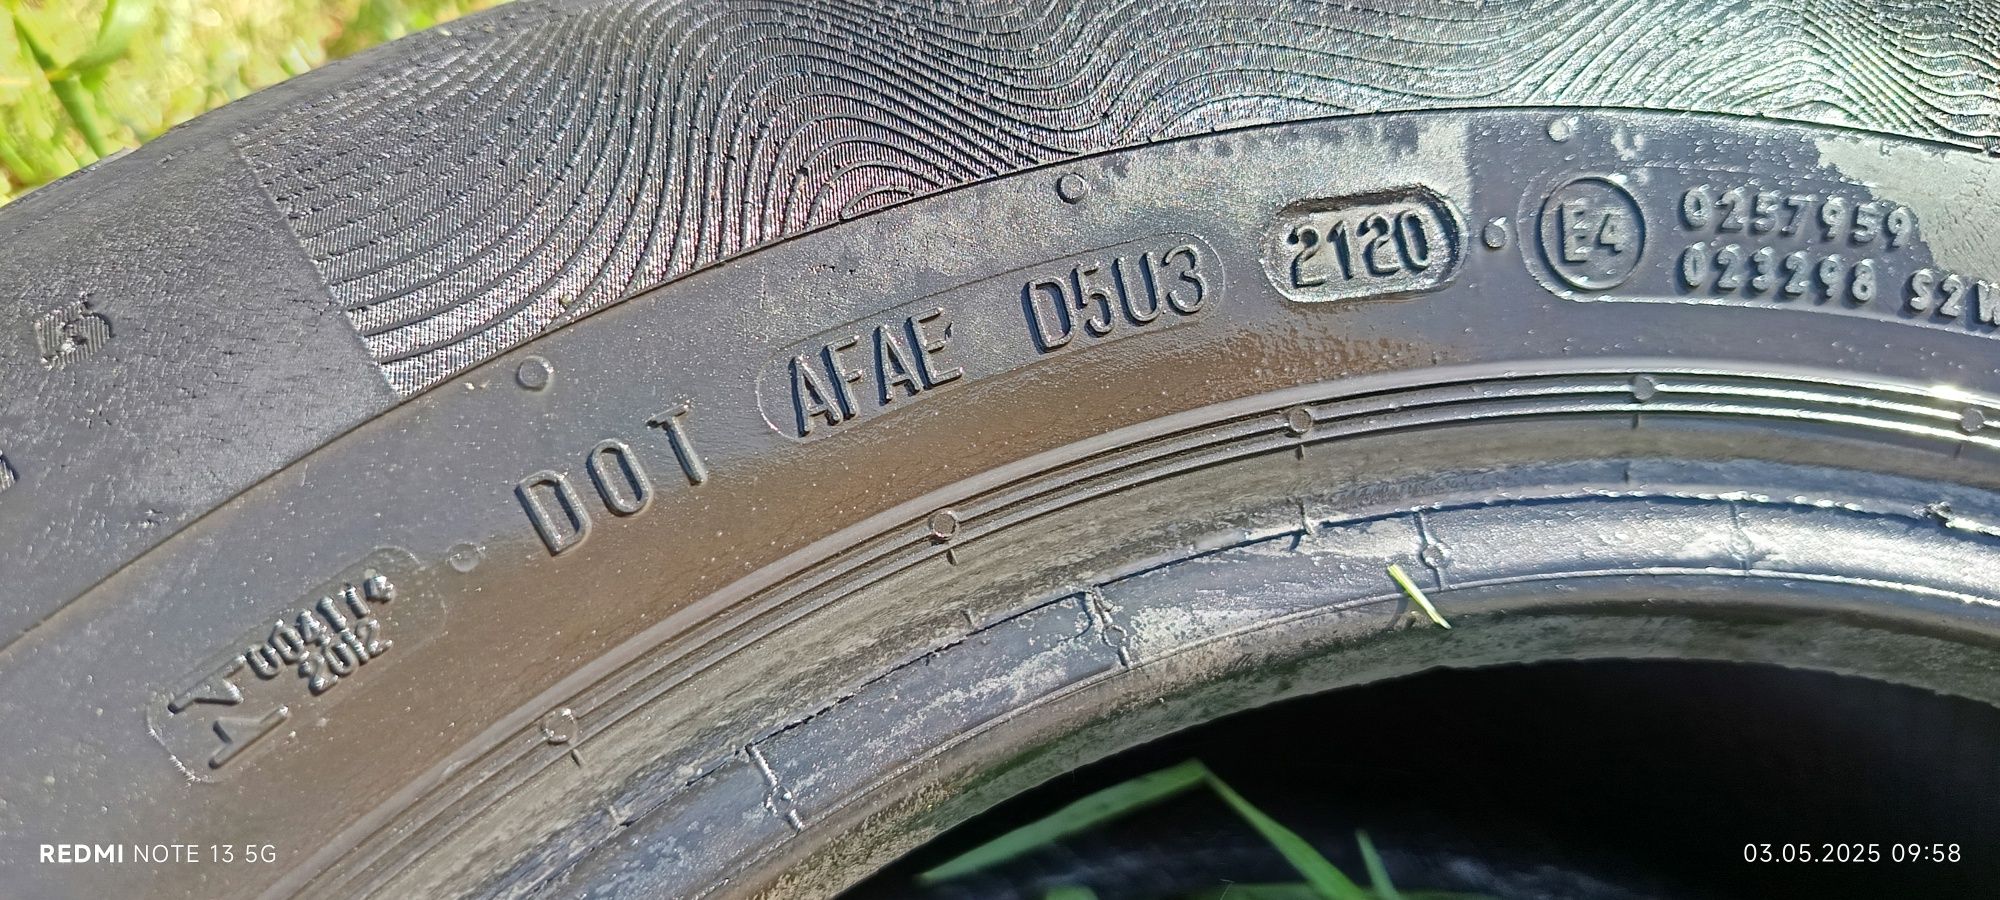 DOT AFAE D5U3 2120
E4
0257959
023298 S2W
004114
2012
REDMI NOTE 13 5G
03.05.2025 09:58